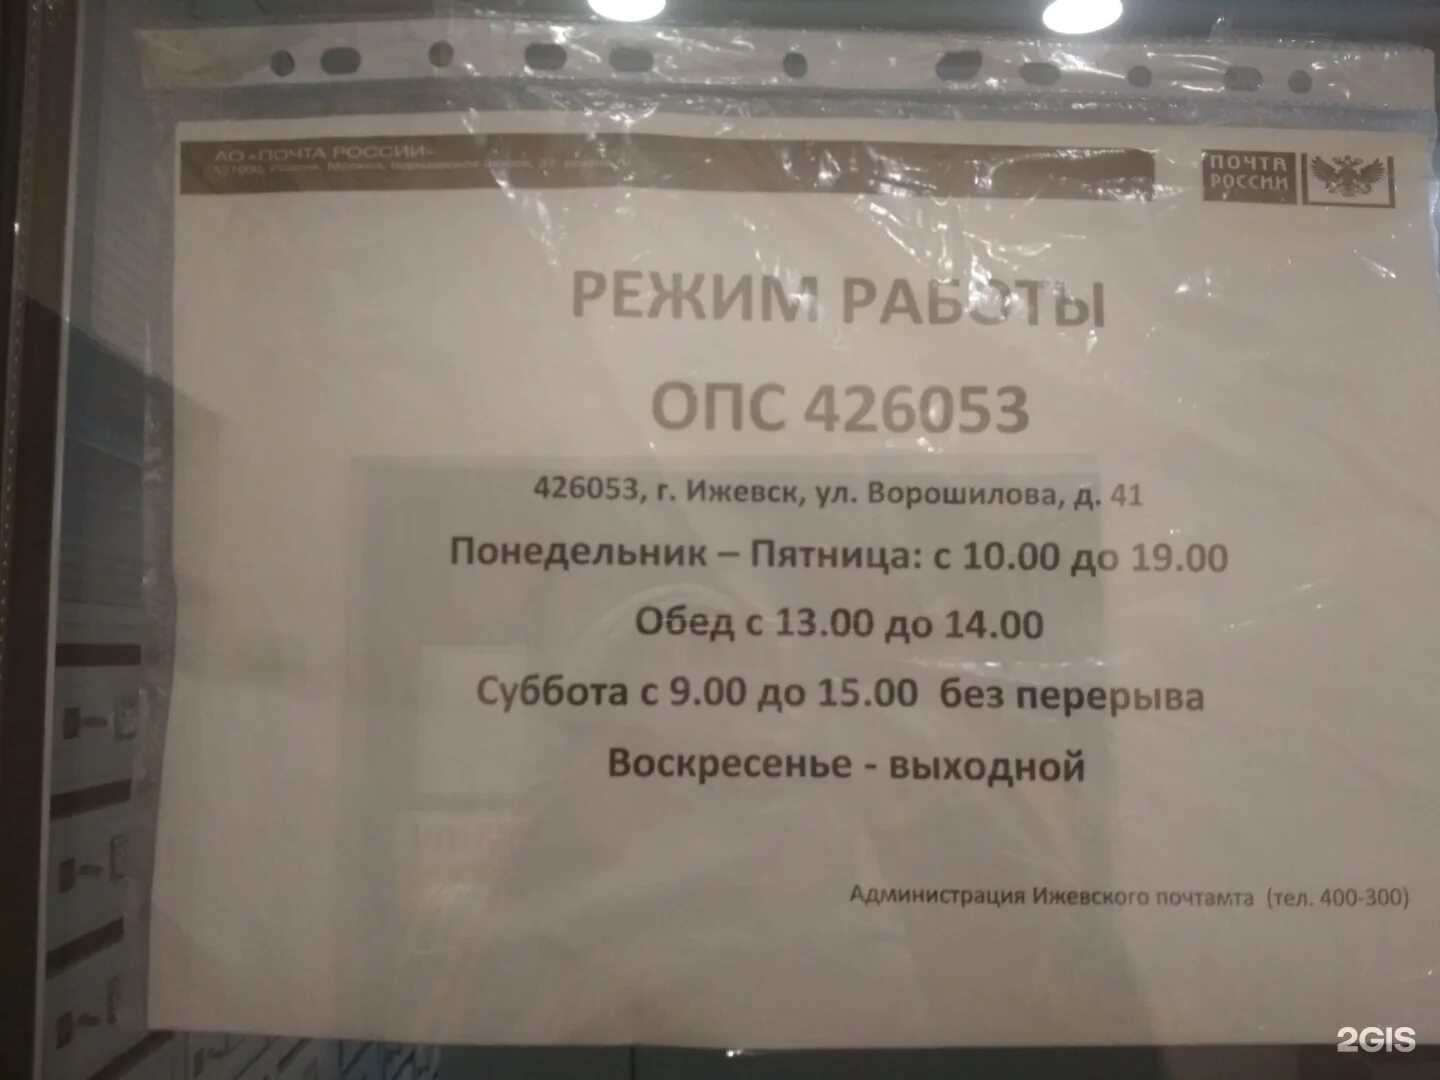 АО «ПОЧТА РОССИИ»
ПОЧТА
РОССИИ
РЕЖИМ РАБОТЫ
ОПС 426053
426053, г. Ижевск, ул. Ворошилова, д. 41
Понедельник – Пятница: с 10.00 до 19.00
Обед с 13.00 до 14.00
Суббота с 9.00 до 15.00 без перерыва
Воскресенье - выходной
Администрация Ижевского почтамта (тел. 400-300)
2GIS